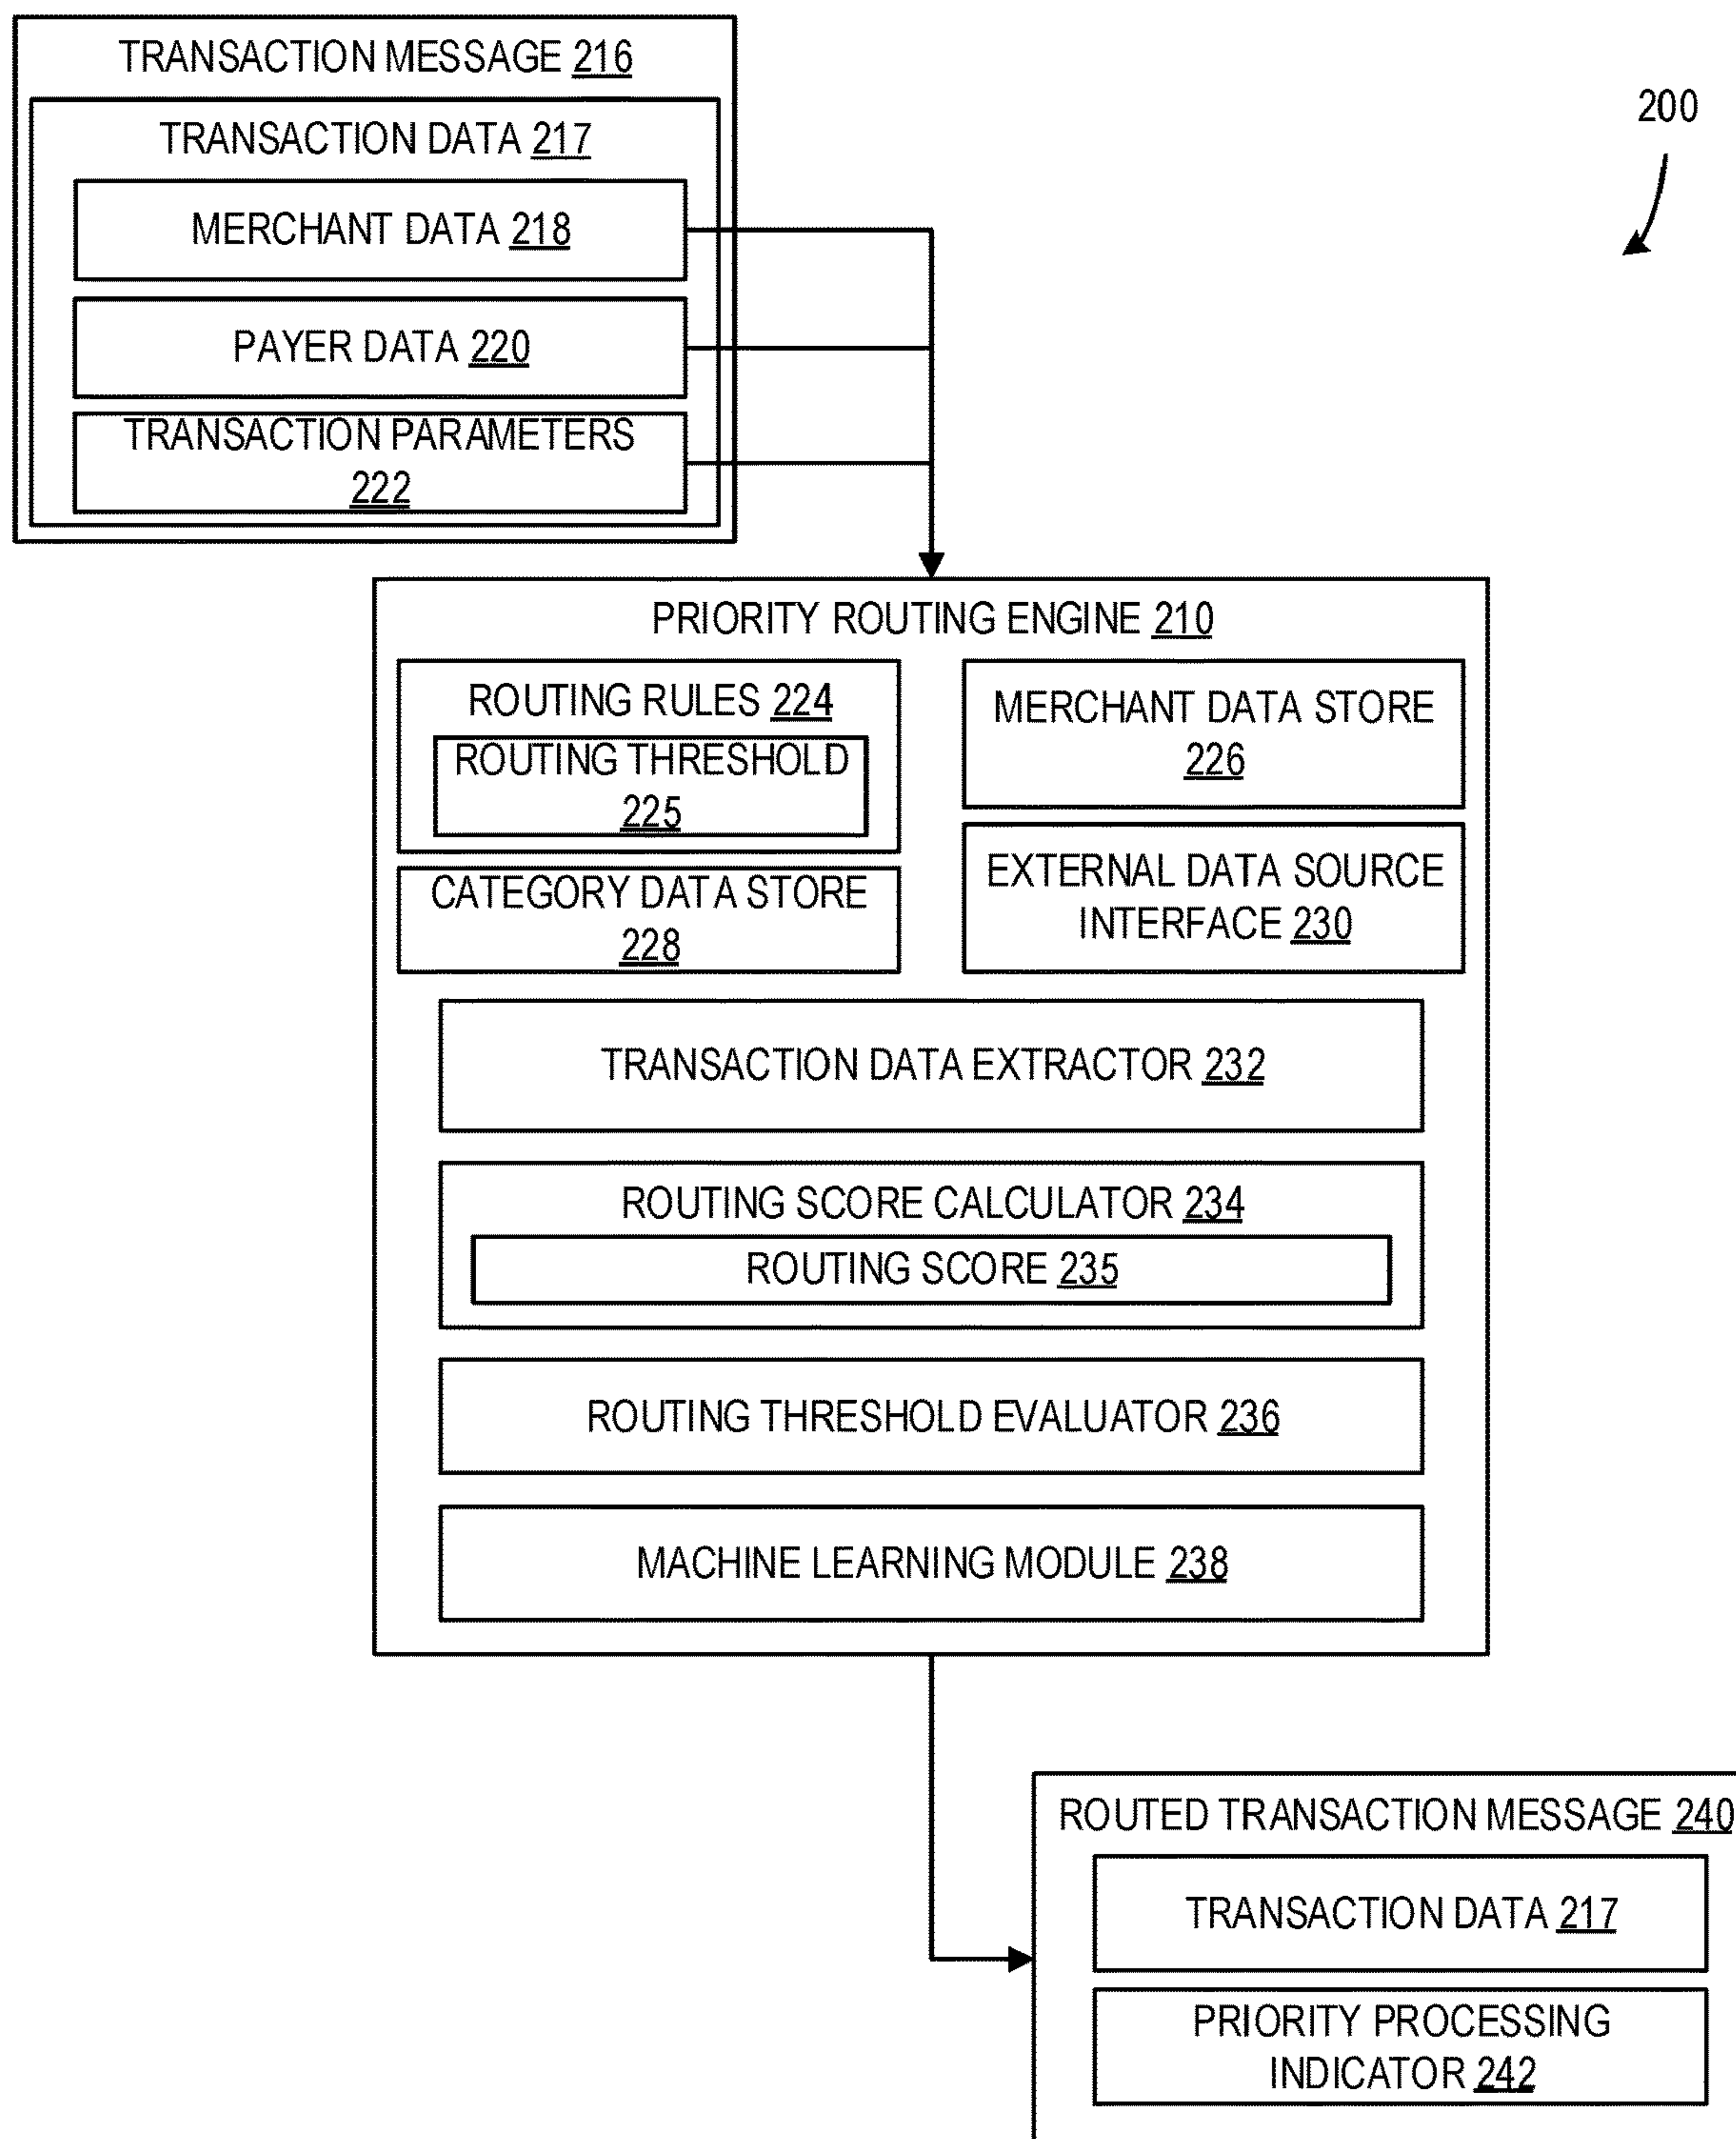 TRANSACTION MESSAGE 216
TRANSACTION DATA 217
MERCHANT DATA 218
PAYER DATA 220
TRANSACTION PARAMETERS
222
200
PRIORITY ROUTING ENGINE 210
ROUTING RULES 224
ROUTING THRESHOLD
225
MERCHANT DATA STORE
226
CATEGORY DATA STORE
228
EXTERNAL DATA SOURCE
INTERFACE 230
TRANSACTION DATA EXTRACTOR 232
ROUTING SCORE CALCULATOR 234
ROUTING SCORE 235
ROUTING THRESHOLD EVALUATOR 236
MACHINE LEARNING MODULE 238
ROUTED TRANSACTION MESSAGE 240
TRANSACTION DATA 217
PRIORITY PROCESSING
INDICATOR 242